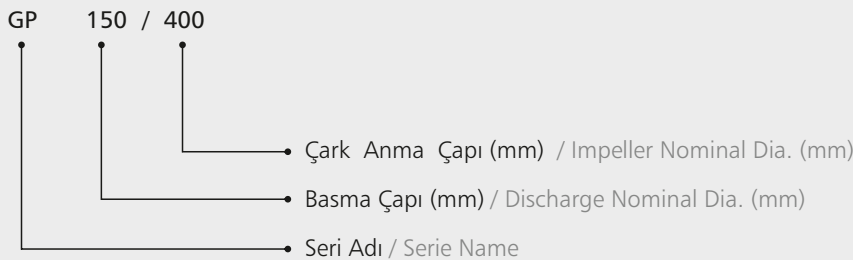 GP 150 / 400
Çark Anma Çapı (mm) / Impeller Nominal Dia. (mm)
Basma Çapı (mm) / Discharge Nominal Dia. (mm)
Seri Adı / Serie Name